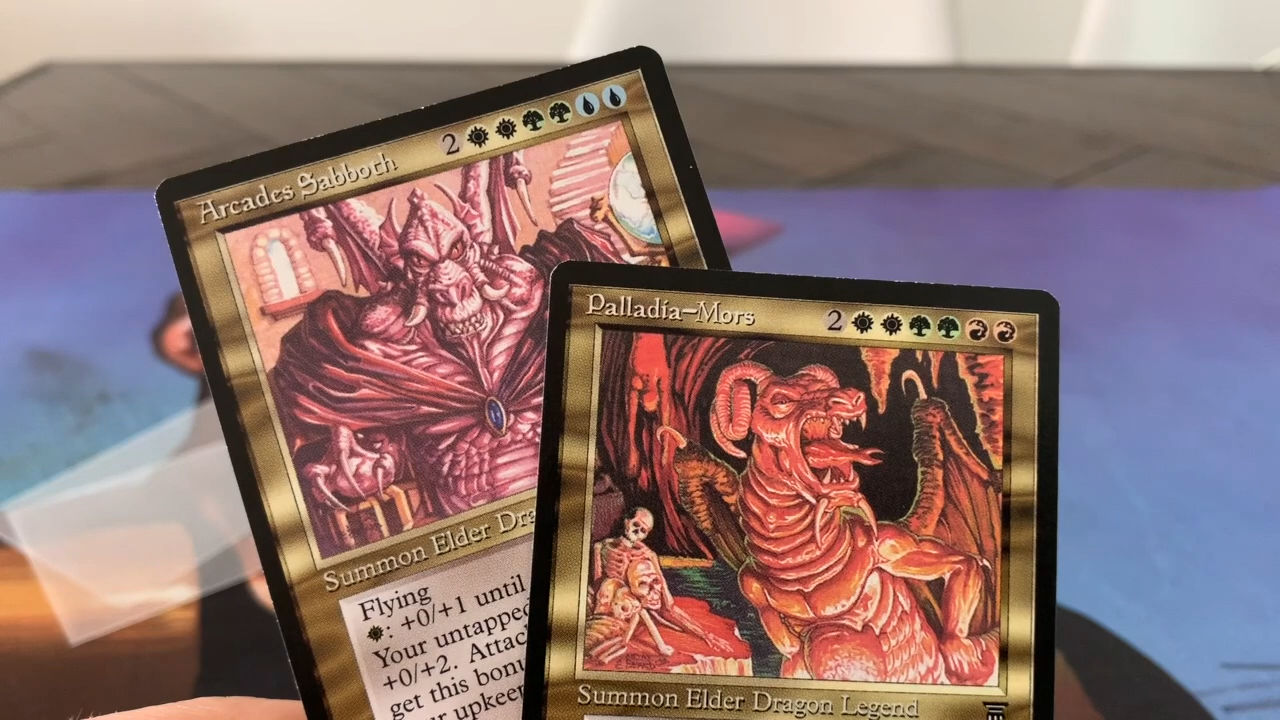 Arcades Sabboth 2
Summon Elder
Flying
: +0/+1 until
Your untapped
+0/+2. Attac
get this bonu
upkeep
Palladia-Mors 2
Summon Elder Dragon Legend